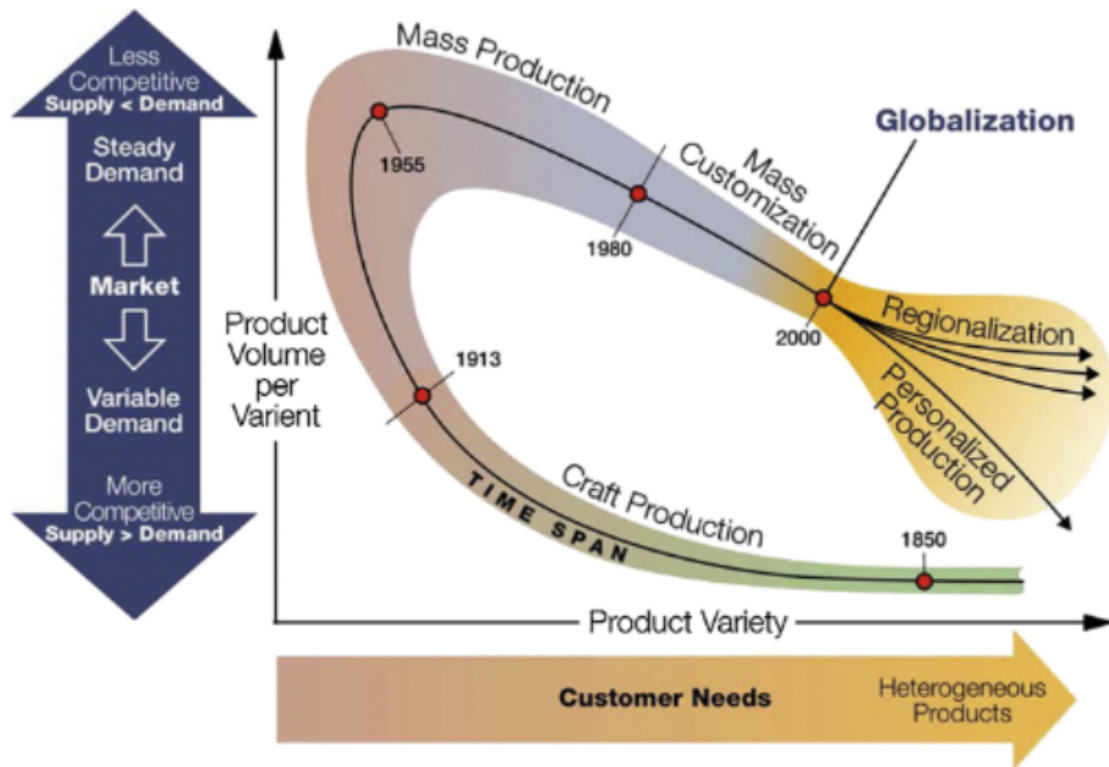 Less
Competitive
Supply < Demand
Steady
Demand
Market
Variable
Demand
More
Competitive
Supply > Demand
Product
Volume
per
Varient
Mass Production
1955
1980
Mass
Customization
Globalization
2000
Regionalization
Personalized
Production
1913
TIME SPAN
Craft Production
1850
Product Variety
Customer Needs
Heterogeneous
Products